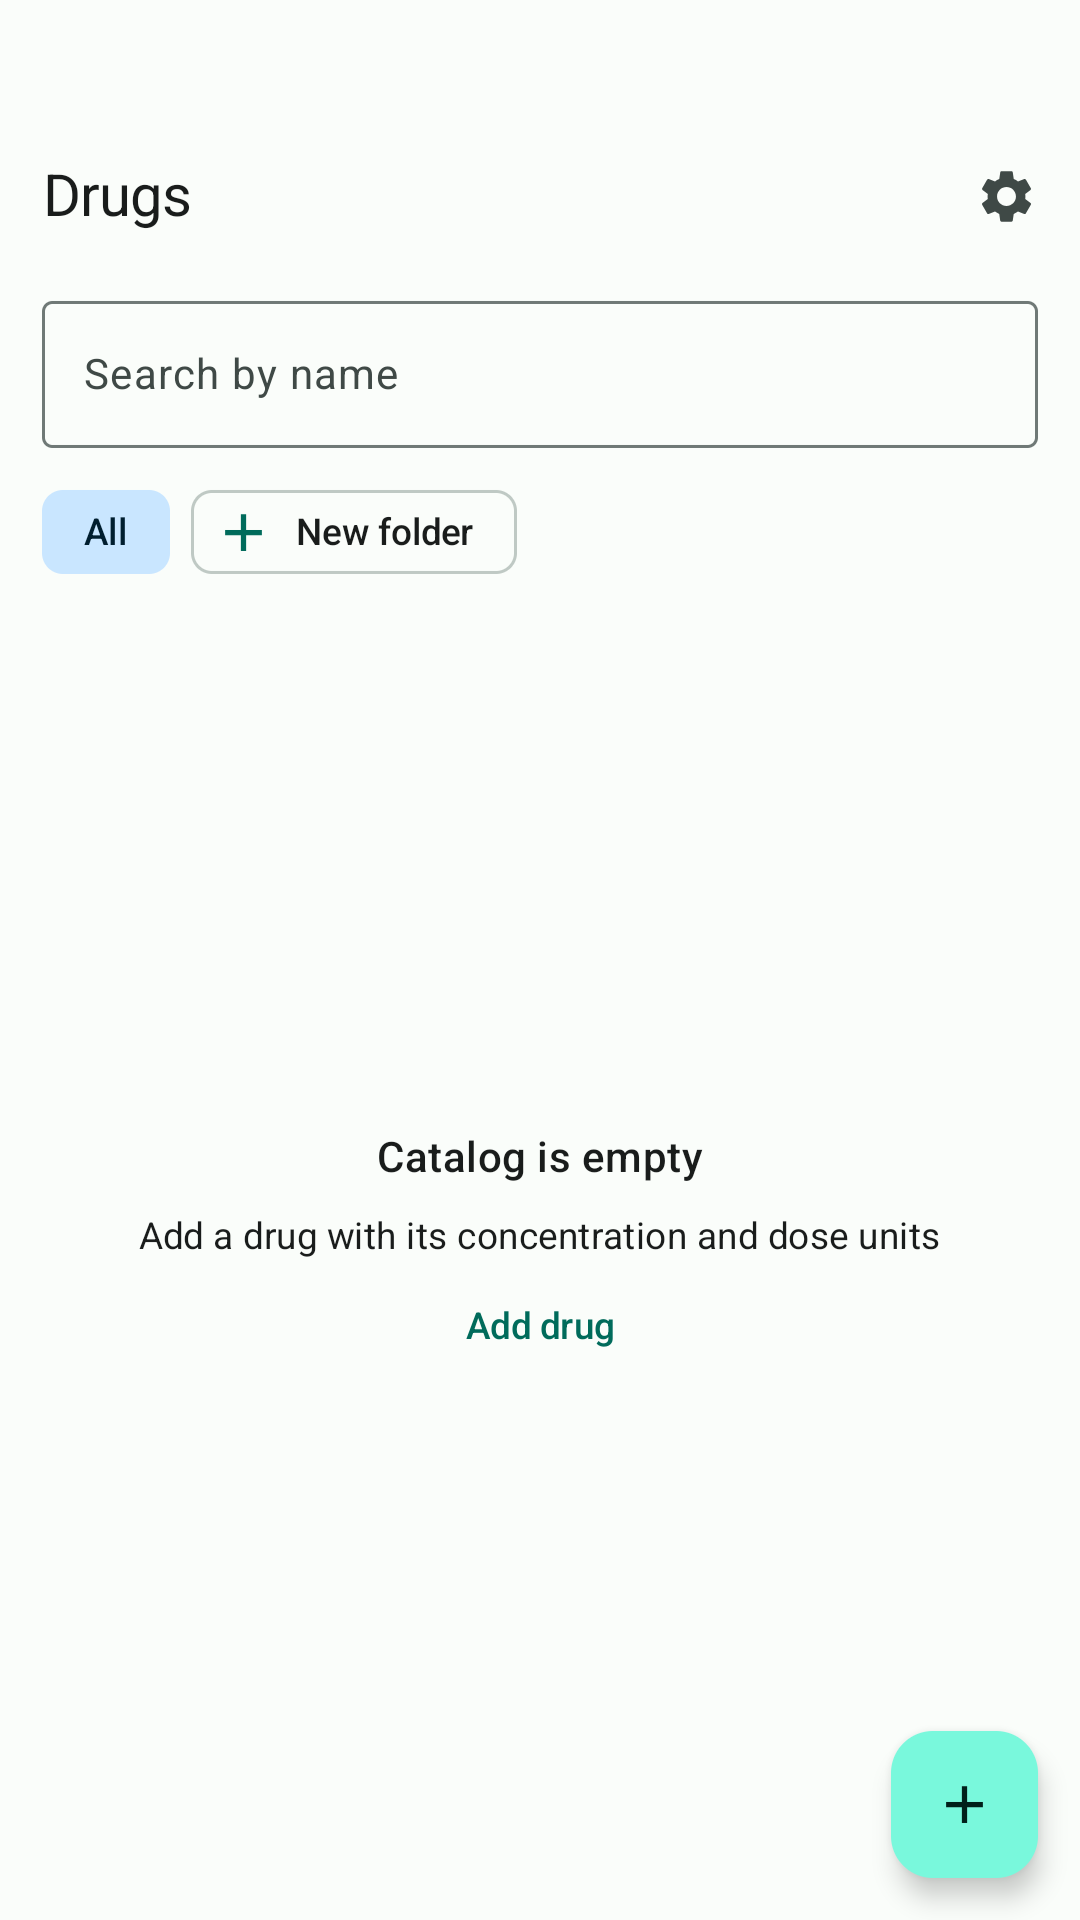 Drugs
Search by name
All
New folder
Catalog is empty
Add a drug with its concentration and dose units
Add drug